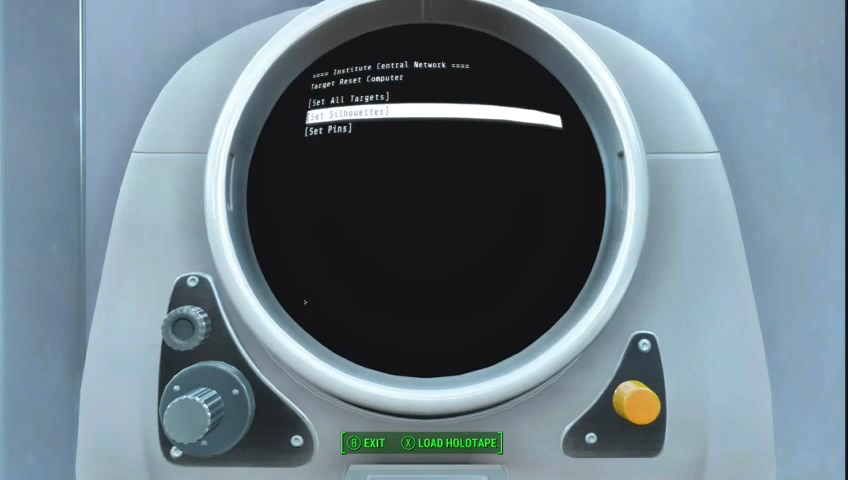 ==== Institute Central Network ====
Target Reset Computer
[Set All Targets]
[Set Silhouettes]
[Set Pins]
>
B) EXIT X) LOAD HOLOTAPE